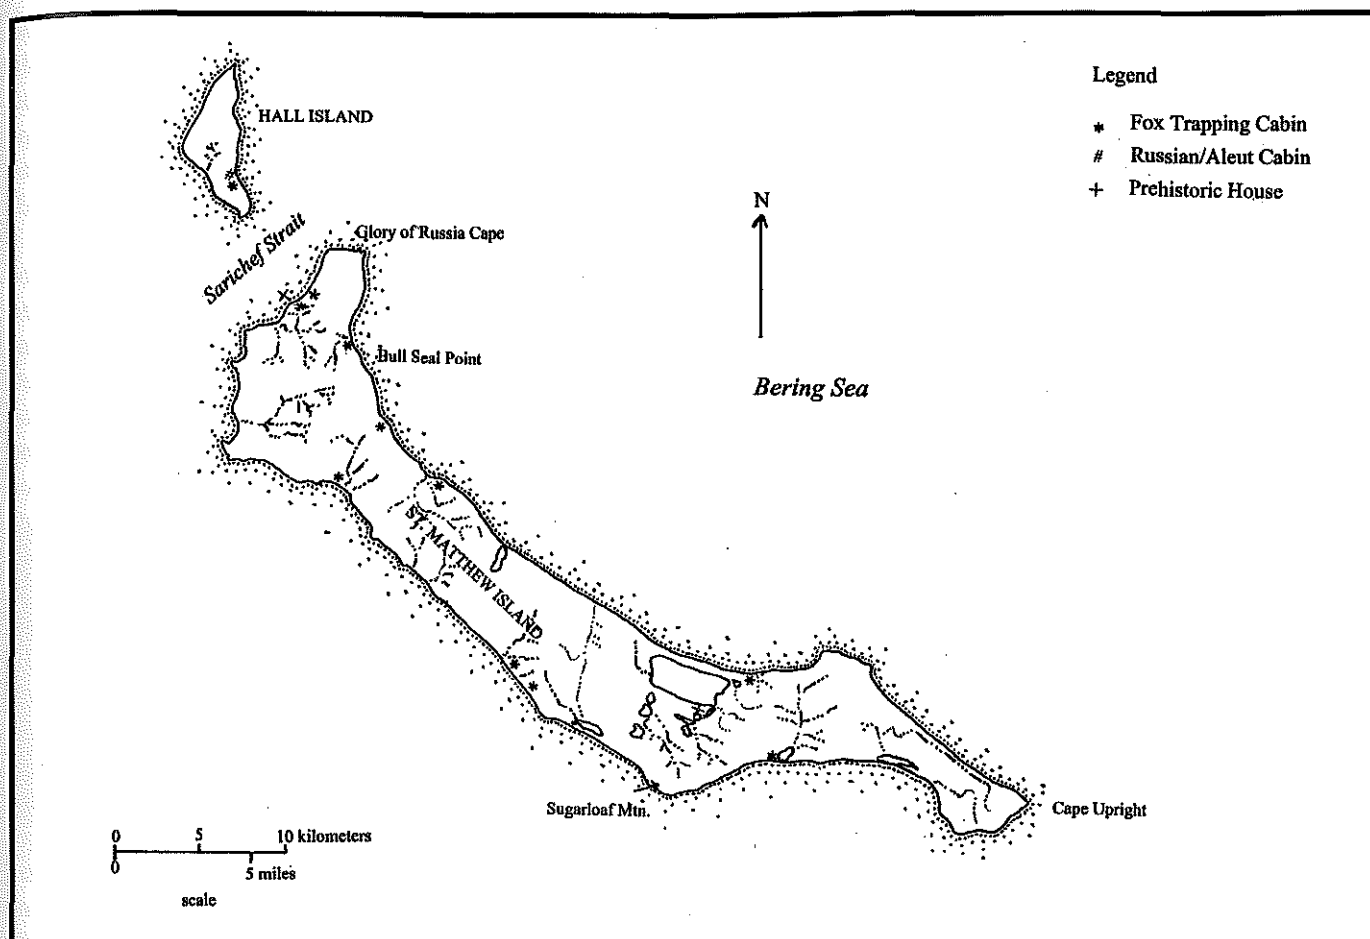 Legend
* Fox Trapping Cabin
# Russian/Aleut Cabin
+ Prehistoric House
HALL ISLAND
N
Sarichef Strait
Glory of Russia Cape
Bull Seal Point
Bering Sea
ST. MATTHEW ISLAND
Sugarloaf Mtn.
Cape Upright
0 5 10 kilometers
0 5 miles
scale